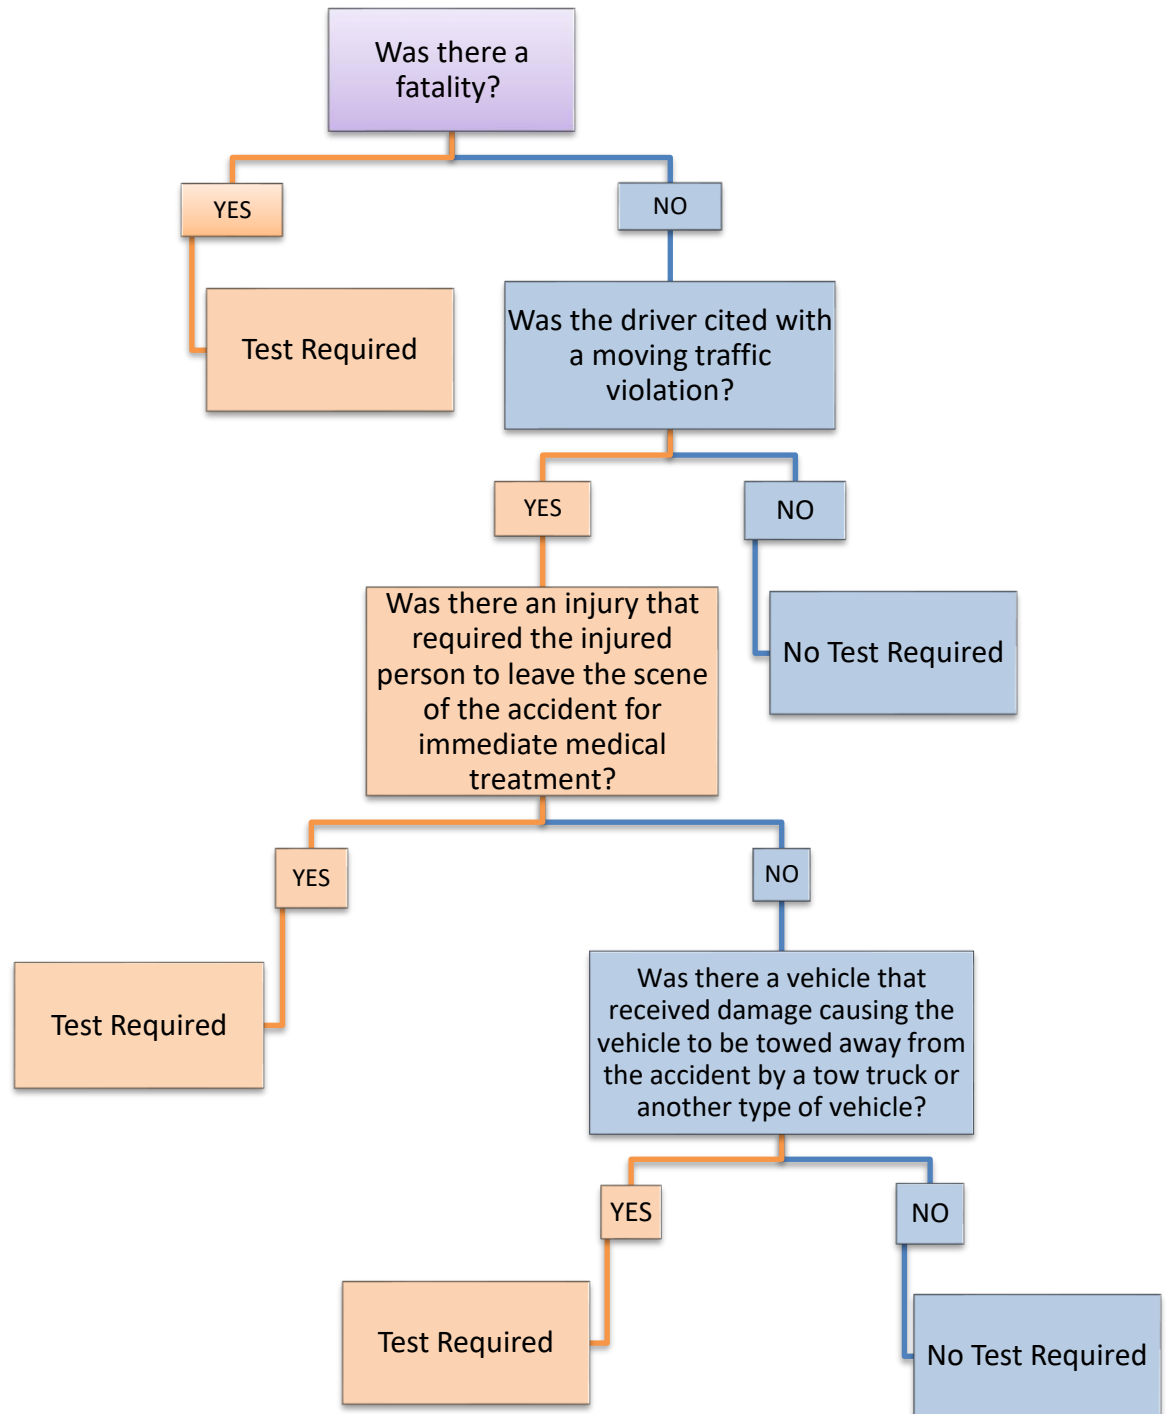 Was there a
fatality?
YES
NO
Test Required
Was the driver cited with
a moving traffic
violation?
YES
NO
Was there an injury that
required the injured
person to leave the scene
of the accident for
immediate medical
treatment?
No Test Required
YES
NO
Test Required
Was there a vehicle that
received damage causing the
vehicle to be towed away from
the accident by a tow truck or
another type of vehicle?
YES
NO
Test Required
No Test Required